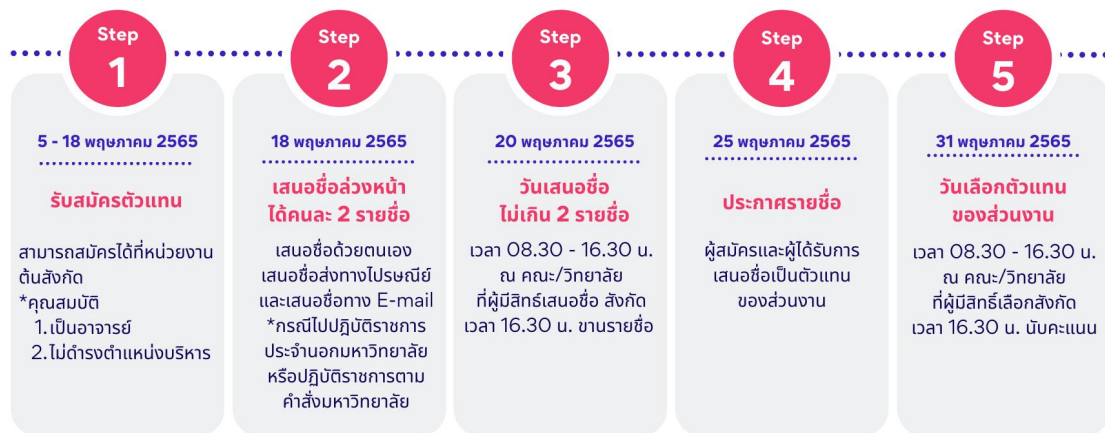 Step
1
5 - 18 พฤษภาคม 2565
รับสมัครตัวแทน
สามารถสมัครได้ที่หน่วยงาน
ต้นสังกัด
*คุณสมบัติ
1. เป็นอาจารย์
2. ไม่ดำรงตำแหน่งบริหาร
Step
2
18 พฤษภาคม 2565
เสนอชื่อล่วงหน้า
ได้คนละ 2 รายชื่อ
เสนอชื่อด้วยตนเอง
เสนอชื่อส่งทางไปรษณีย์
และเสนอชื่อทาง E-mail
*กรณีไปปฎิบัติราชการ
ประจำนอกมหาวิทยาลัย
หรือปฏิบัติราชการตาม
คำสั่งมหาวิทยาลัย
Step
3
20 พฤษภาคม 2565
วันเสนอชื่อ
ไม่เกิน 2 รายชื่อ
เวลา 08.30 - 16.30 น.
ณ คณะ/วิทยาลัย
ที่ผู้มีสิทธ์เสนอชื่อ สังกัด
เวลา 16.30 น. ขานรายชื่อ
Step
4
25 พฤษภาคม 2565
ประกาศรายชื่อ
ผู้สมัครและผู้ได้รับการ
เสนอชื่อเป็นตัวแทน
ของส่วนงาน
Step
5
31 พฤษภาคม 2565
วันเลือกตัวแทน
ของส่วนงาน
เวลา 08.30 - 16.30 น.
ณ คณะ/วิทยาลัย
ที่ผู้มีสิทธิ์เลือกสังกัด
เวลา 16.30 น. นับคะแนน